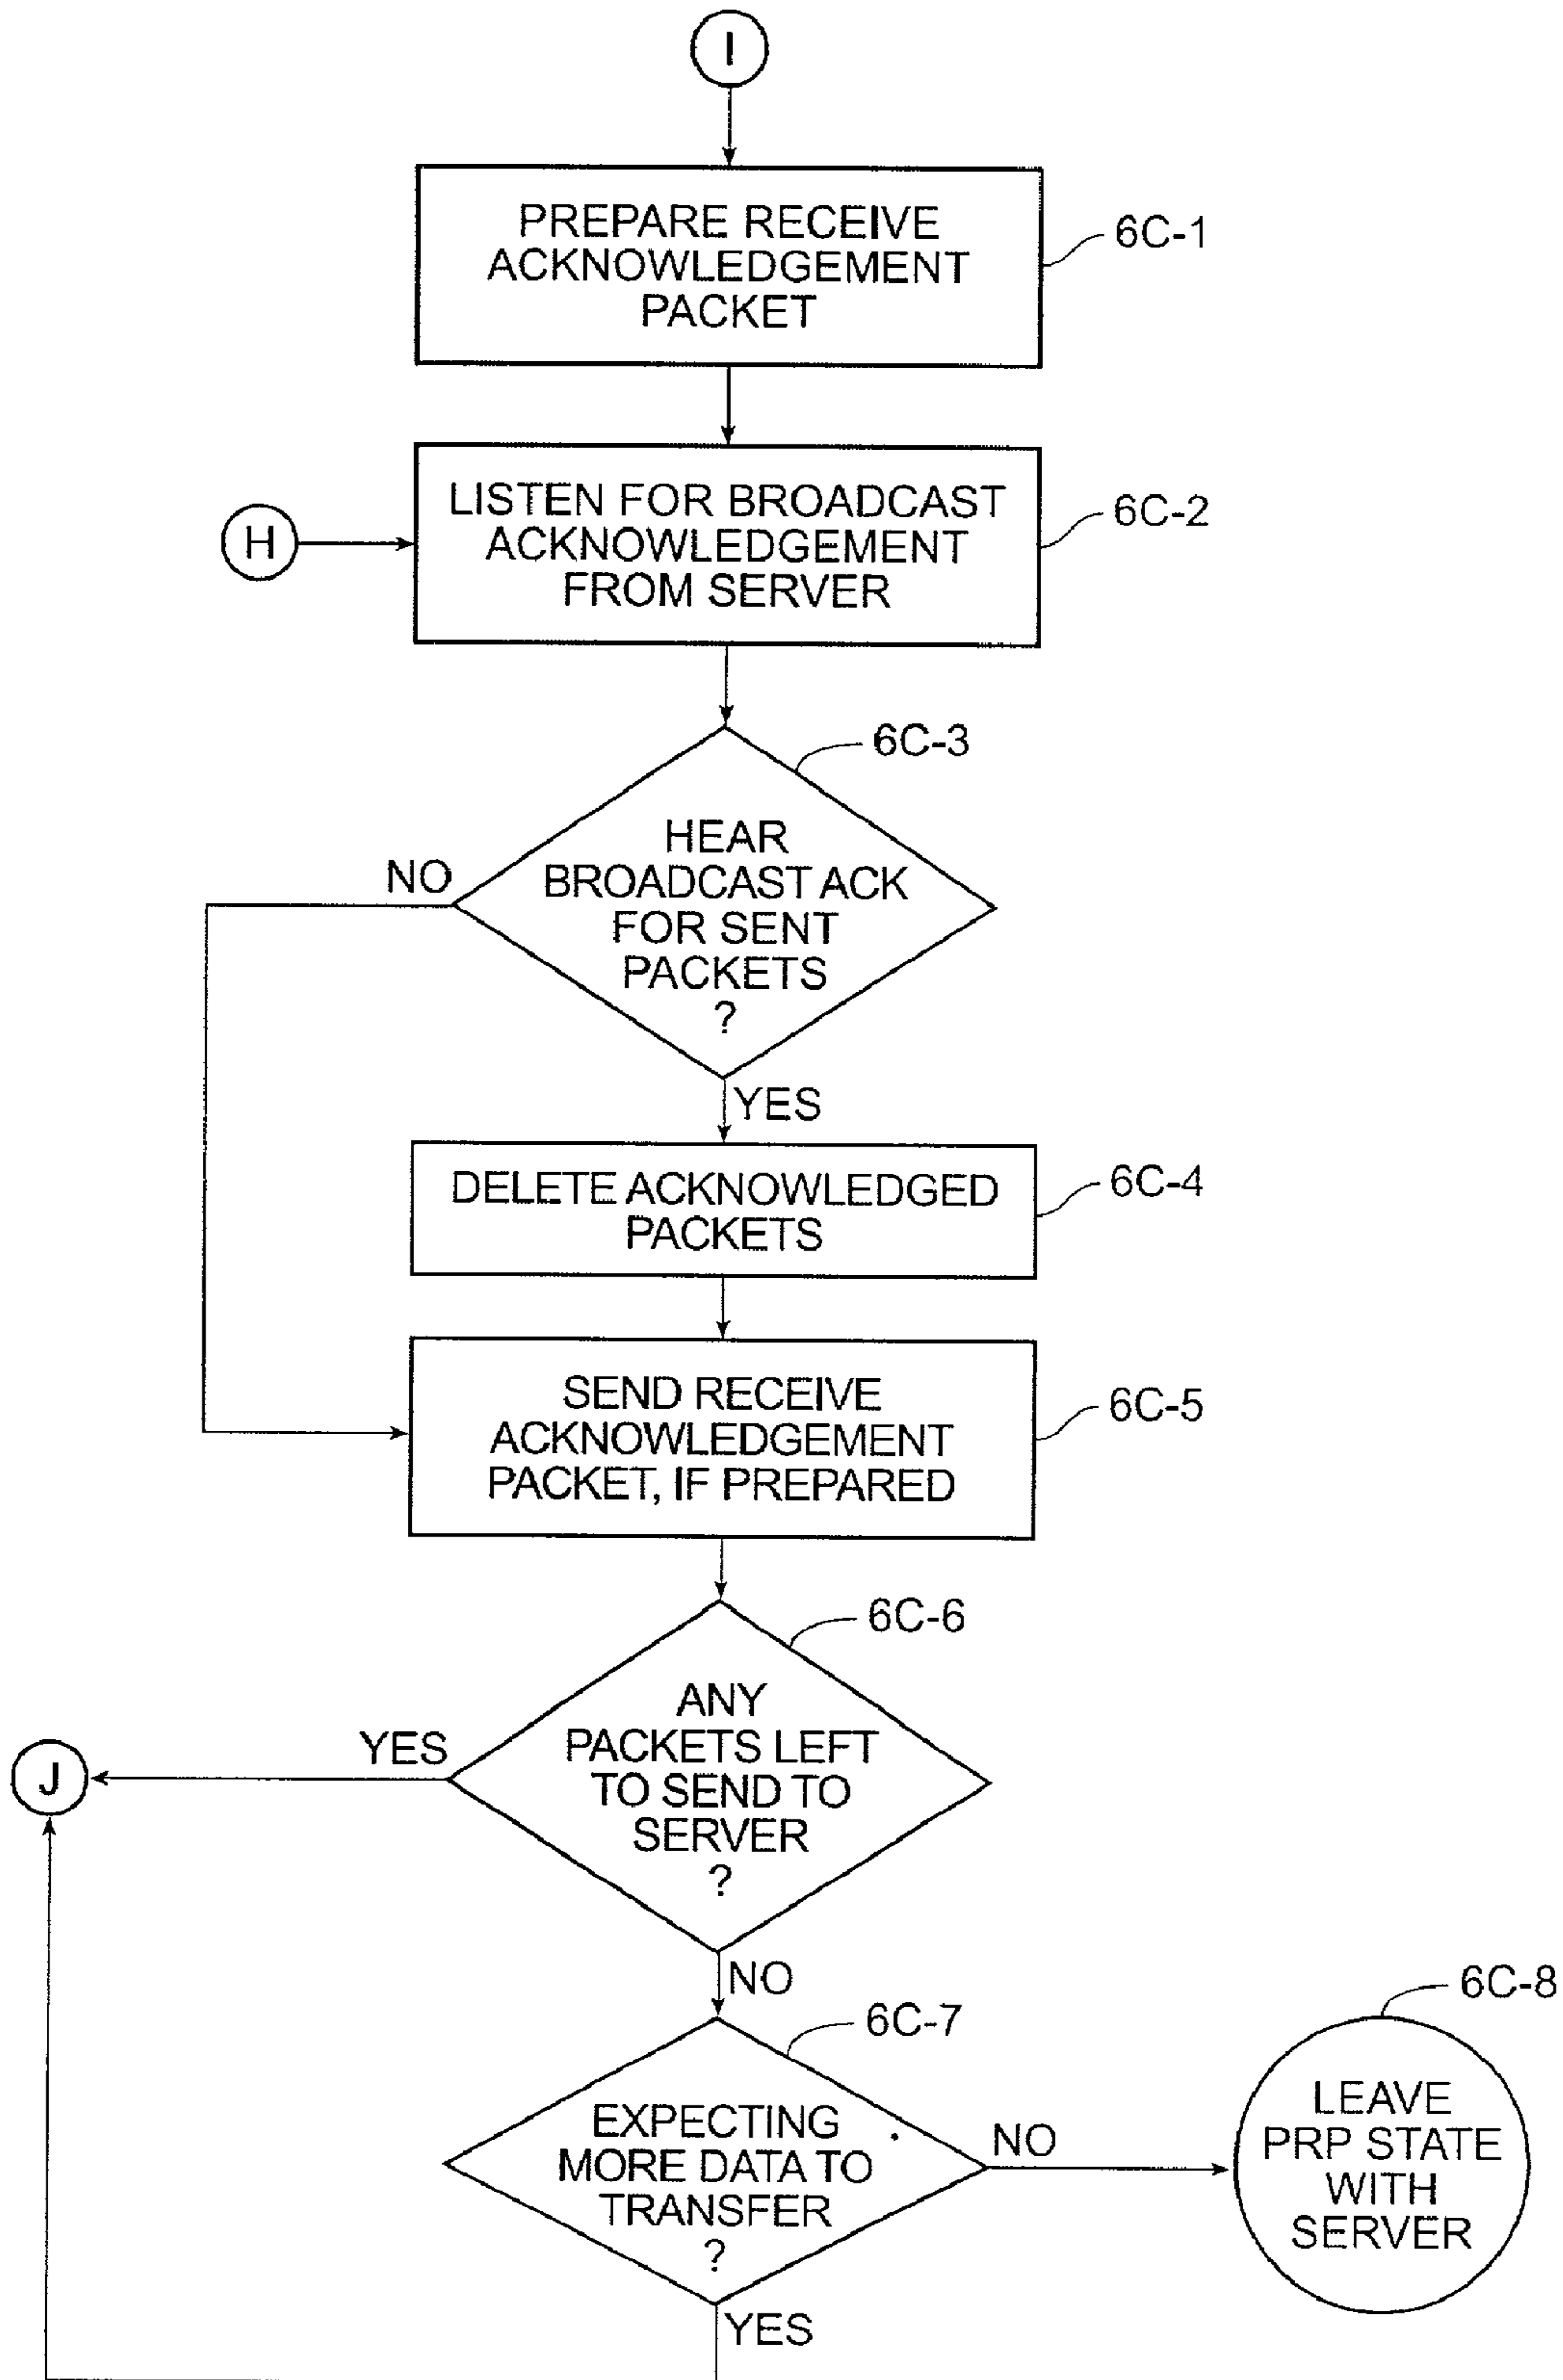 I
PREPARE RECEIVE
ACKNOWLEDGEMENT
PACKET
6C-1
H
LISTEN FOR BROADCAST
ACKNOWLEDGEMENT
FROM SERVER
6C-2
6C-3
HEAR
BROADCAST ACK
FOR SENT
PACKETS
?
NO
YES
DELETE ACKNOWLEDGED
PACKETS
6C-4
SEND RECEIVE
ACKNOWLEDGEMENT
PACKET, IF PREPARED
6C-5
6C-6
ANY
PACKETS LEFT
TO SEND TO
SERVER
?
YES
J
NO
6C-7
EXPECTING
MORE DATA TO
TRANSFER
?
NO
6C-8
LEAVE
PRP STATE
WITH
SERVER
YES